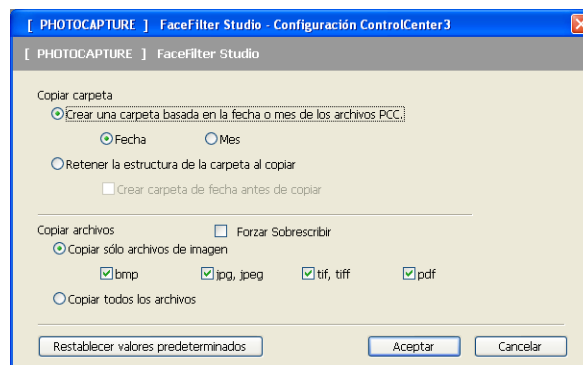 [ PHOTOCAPTURE ] FaceFilter Studio - Configuración ControlCenter3
[ PHOTOCAPTURE ] FaceFilter Studio
Copiar carpeta
Crear una carpeta basada en la fecha o mes de los archivos PCC.
Fecha Mes
Retener la estructura de la carpeta al copiar
Crear carpeta de fecha antes de copiar
Copiar archivos Forzar Sobrescribir
Copiar sólo archivos de imagen
bmp jpg, jpeg tif, tiff pdf
Copiar todos los archivos
Restablecer valores predeterminados Aceptar Cancelar